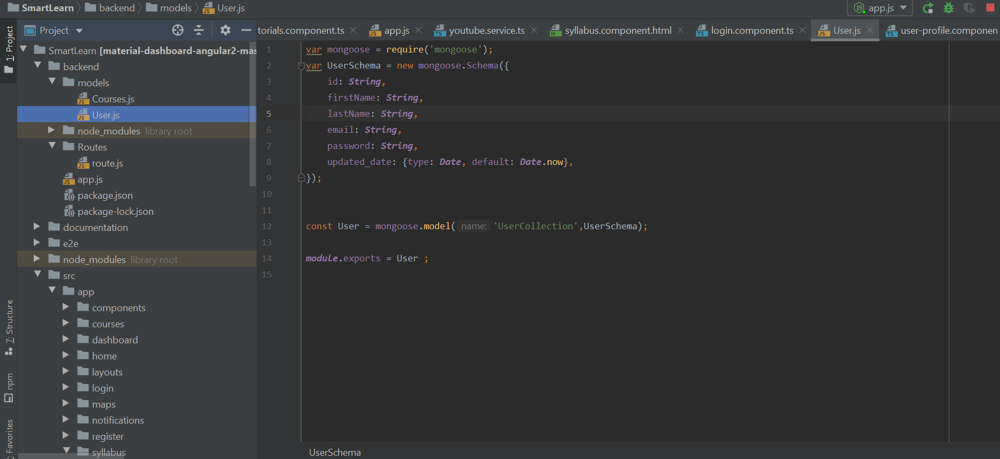 SmartLearn backend models User.js app.js
Project
torials.component.ts app.js youtube.service.ts syllabus.component.html login.component.ts User.js user-profile.componen
1: Project
7: Structure
npm
Favorites
SmartLearn [material-dashboard-angular2-mas
backend
models
Courses.js
User.js
node_modules library root
Routes
route.js
app.js
package.json
package-lock.json
documentation
e2e
node_modules library root
src
app
components
courses
dashboard
home
layouts
login
maps
notifications
register
syllabus
1 var mongoose = require('mongoose');
2 var UserSchema = new mongoose.Schema({
3 id: String,
4 firstName: String,
5 lastName: String,
6 email: String,
7 password: String,
8 updated_date: {type: Date, default: Date.now},
9 });
10
11
12 const User = mongoose.model( name: 'UserCollection',UserSchema);
13
14 module.exports = User ;
15
UserSchema